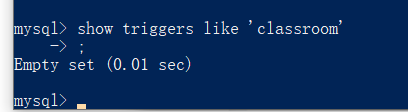 mysql> show triggers like 'classroom'
    -> ;
Empty set (0.01 sec)
mysql>